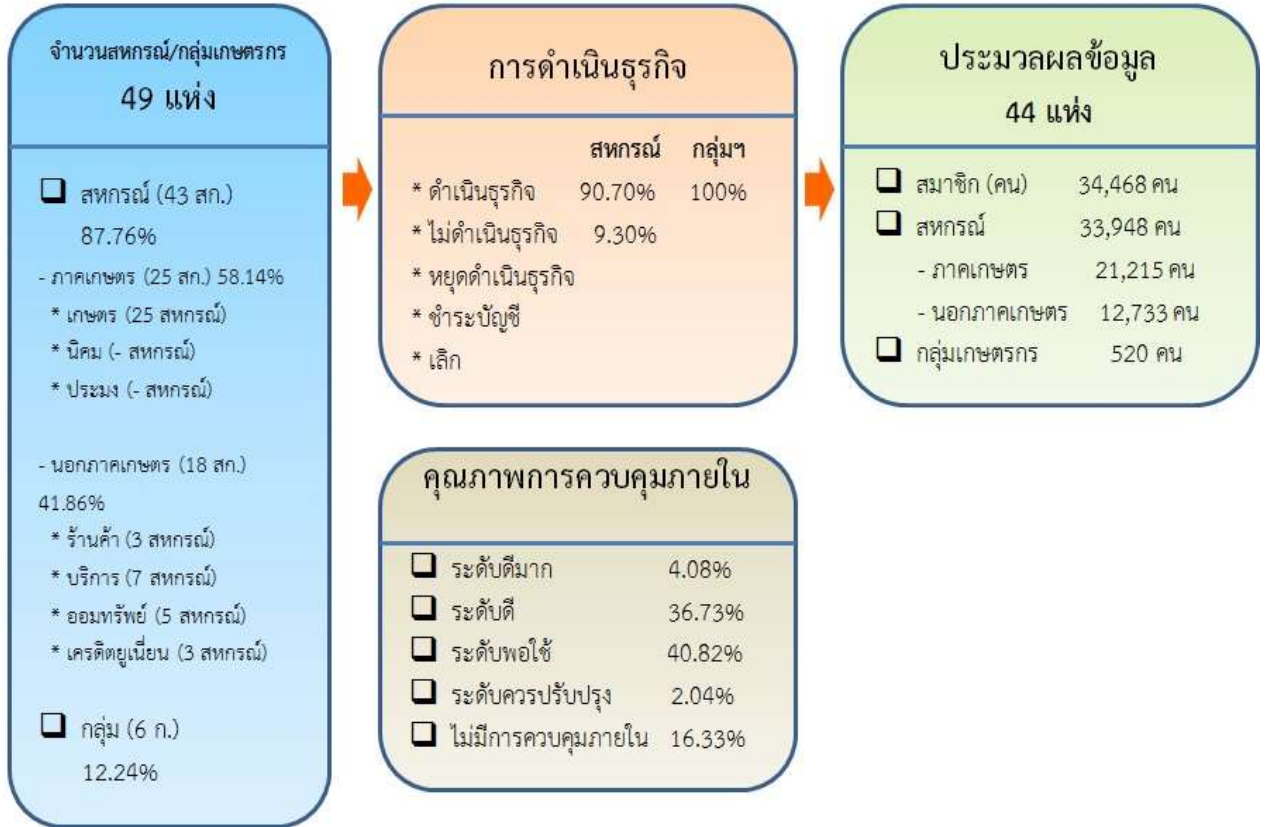 จำนวนสหกรณ์/กลุ่มเกษตรกร
49 แห่ง
❑ สหกรณ์ (43 สก.)
87.76%
- ภาคเกษตร (25 สก.) 58.14%
* เกษตร (25 สหกรณ์)
* นิคม (- สหกรณ์)
* ประมง (- สหกรณ์)
- นอกภาคเกษตร (18 สก.)
41.86%
* ร้านค้า (3 สหกรณ์)
* บริการ (7 สหกรณ์)
* ออมทรัพย์ (5 สหกรณ์)
* เครดิตยูเนี่ยน (3 สหกรณ์)
❑ กลุ่ม (6 ก.)
12.24%
การดำเนินธุรกิจ
สหกรณ์ กลุ่มฯ
* ดำเนินธุรกิจ 90.70% 100%
* ไม่ดำเนินธุรกิจ 9.30%
* หยุดดำเนินธุรกิจ
* ชำระบัญชี
* เลิก
ประมวลผลข้อมูล
44 แห่ง
❑ สมาชิก (คน) 34,468 คน
❑ สหกรณ์ 33,948 คน
- ภาคเกษตร 21,215 คน
- นอกภาคเกษตร 12,733 คน
❑ กลุ่มเกษตรกร 520 คน
คุณภาพการควบคุมภายใน
❑ ระดับดีมาก 4.08%
❑ ระดับดี 36.73%
❑ ระดับพอใช้ 40.82%
❑ ระดับควรปรับปรุง 2.04%
❑ ไม่มีการควบคุมภายใน 16.33%